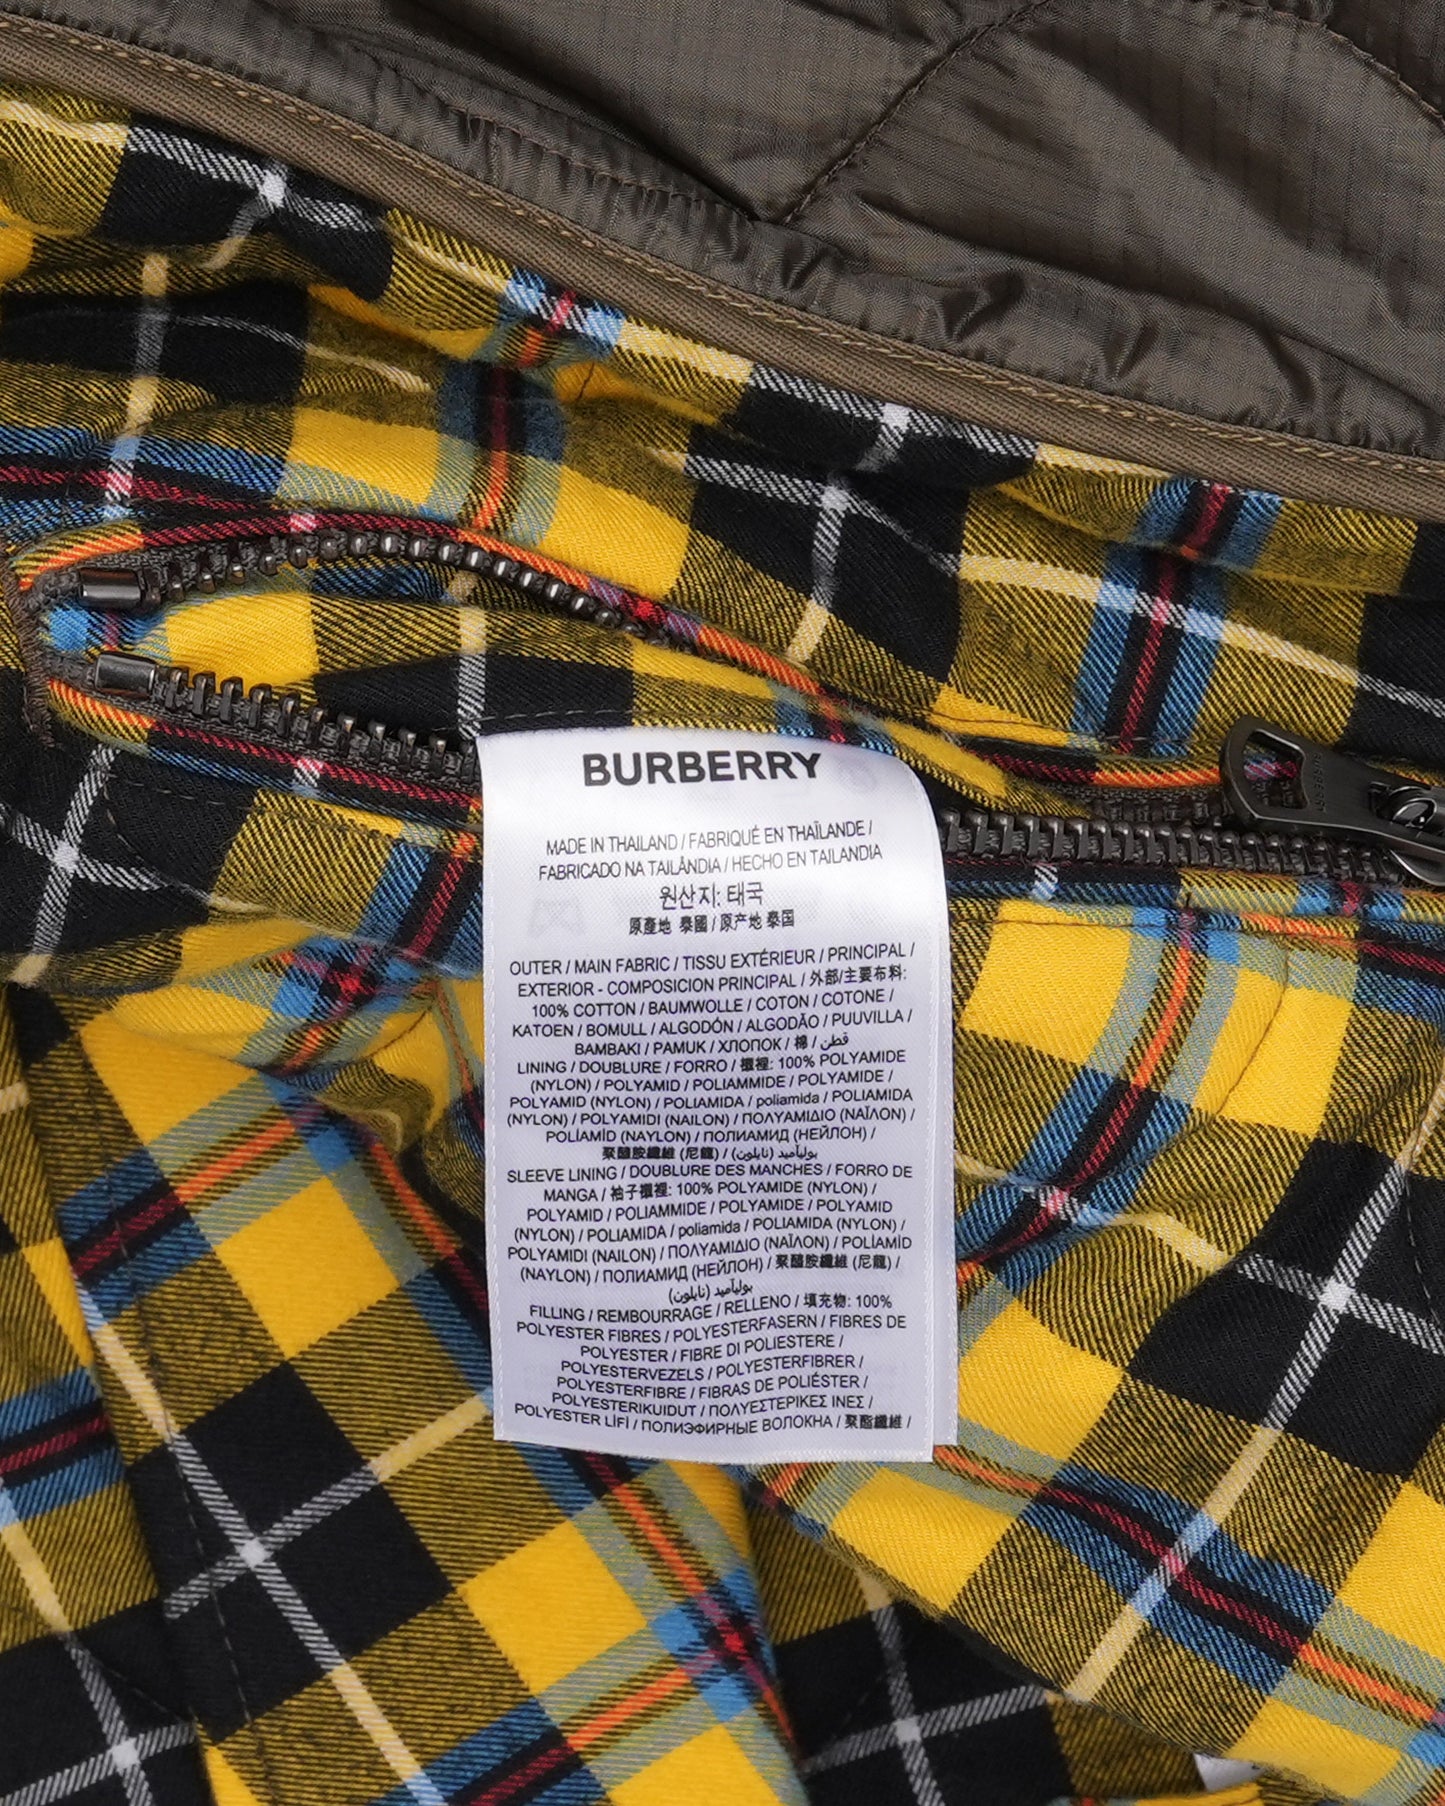 BURBERRY
MADE IN THAILAND / FABRIQUÉ EN THAÏLANDE /
FABRICADO NA TAILÂNDIA / HECHO EN TAILANDIA
원산지: 태국
原產地 泰國 / 原产地 泰国
OUTER / MAIN FABRIC / TISSU EXTÉRIEUR / PRINCIPAL /
EXTERIOR - COMPOSICION PRINCIPAL / 外部/主要布料:
100% COTTON / BAUMWOLLE / COTON / COTONE /
KATOEN / BOMULL / ALGODÓN / ALGODÃO / PUUVILLA /
BAMBAKI / PAMUK / ХЛОПОК / 棉 / قطن
LINING / DOUBLURE / FORRO / 襯裡: 100% POLYAMIDE
(NYLON) / POLYAMID / POLIAMMIDE / POLYAMIDE /
POLYAMID (NYLON) / POLIAMIDA / poliamida / POLIAMIDA
(NYLON) / POLYAMIDI (NAILON) / ΠΟΛΥΑΜΙΔΙΟ (ΝΑΪΛΟΝ) /
POLİAMİD (NAYLON) / ПОЛИАМИД (НЕЙЛОН) /
聚醯胺纖維 (尼龍) / بوليآميد (نايلون)
SLEEVE LINING / DOUBLURE DES MANCHES / FORRO DE
MANGA / 袖子襯裡: 100% POLYAMIDE (NYLON) /
POLYAMID / POLIAMMIDE / POLYAMIDE / POLYAMID
(NYLON) / POLIAMIDA / poliamida / POLIAMIDA (NYLON) /
POLYAMIDI (NAILON) / ΠΟΛΥΑΜΙΔΙΟ (ΝΑΪΛΟΝ) / POLİAMİD
(NAYLON) / ПОЛИАМИД (НЕЙЛОН) / 聚醯胺纖維 (尼龍) /
بوليآميد (نايلون)
FILLING / REMBOURRAGE / RELLENO / 填充物: 100%
POLYESTER FIBRES / POLYESTERFASERN / FIBRES DE
POLYESTER / FIBRE DI POLIESTERE /
POLYESTERVEZELS / POLYESTERFIBRER /
POLYESTERFIBRE / FIBRAS DE POLIÉSTER /
POLYESTERIKUIDUT / ΠΟΛΥΕΣΤΕΡΙΚΕΣ ΙΝΕΣ /
POLYESTER LİFİ / ПОЛИЭФИРНЫЕ ВОЛОКНА / 聚酯纖維 /